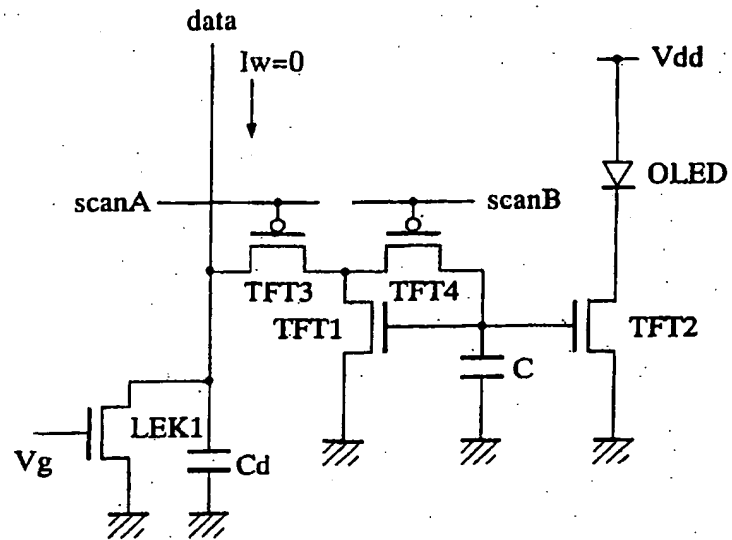 data
Iw=0
Vdd
OLED
scanA
scanB
TFT3
TFT4
TFT1
TFT2
C
LEK1
Vg
Cd